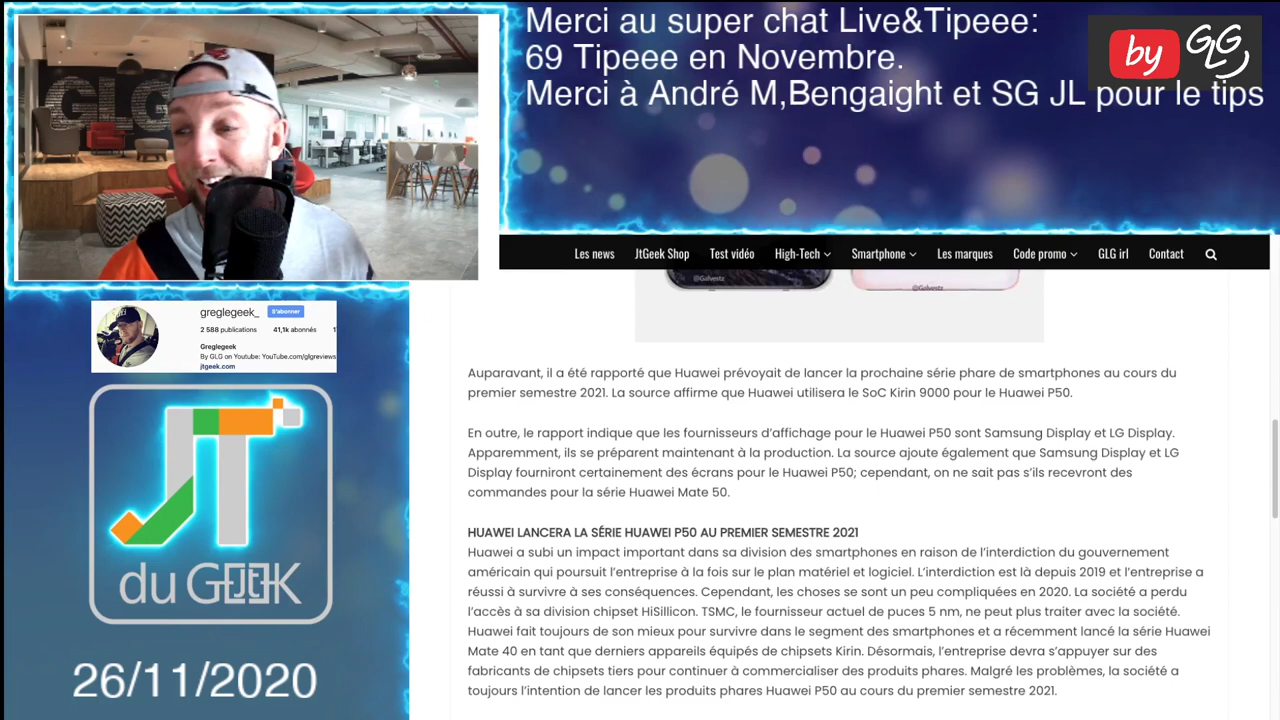 Merci au super chat Live&Tipeee:
69 Tipeee en Novembre.
Merci à André M,Bengaight et SG JL pour le tips
by GLG
GLG
Les news JtGeek Shop Test vidéo High-Tech Smartphone Les marques Code promo GLG irl Contact
@Galvestz @Galvestz
greglegeek_ S'abonner
2 588 publications 41,1k abonnés 1
Greglegeek
By GLG on Youtube: YouTube.com/glgreviews
jtgeek.com
JT
du GEEK
26/11/2020
Auparavant, il a été rapporté que Huawei prévoyait de lancer la prochaine série phare de smartphones au cours du
premier semestre 2021. La source affirme que Huawei utilisera le SoC Kirin 9000 pour le Huawei P50.
En outre, le rapport indique que les fournisseurs d'affichage pour le Huawei P50 sont Samsung Display et LG Display.
Apparemment, ils se préparent maintenant à la production. La source ajoute également que Samsung Display et LG
Display fourniront certainement des écrans pour le Huawei P50; cependant, on ne sait pas s'ils recevront des
commandes pour la série Huawei Mate 50.
HUAWEI LANCERA LA SÉRIE HUAWEI P50 AU PREMIER SEMESTRE 2021
Huawei a subi un impact important dans sa division des smartphones en raison de l'interdiction du gouvernement
américain qui poursuit l'entreprise à la fois sur le plan matériel et logiciel. L'interdiction est là depuis 2019 et l'entreprise a
réussi à survivre à ses conséquences. Cependant, les choses se sont un peu compliquées en 2020. La société a perdu
l'accès à sa division chipset HiSillicon. TSMC, le fournisseur actuel de puces 5 nm, ne peut plus traiter avec la société.
Huawei fait toujours de son mieux pour survivre dans le segment des smartphones et a récemment lancé la série Huawei
Mate 40 en tant que derniers appareils équipés de chipsets Kirin. Désormais, l'entreprise devra s'appuyer sur des
fabricants de chipsets tiers pour continuer à commercialiser des produits phares. Malgré les problèmes, la société a
toujours l'intention de lancer les produits phares Huawei P50 au cours du premier semestre 2021.